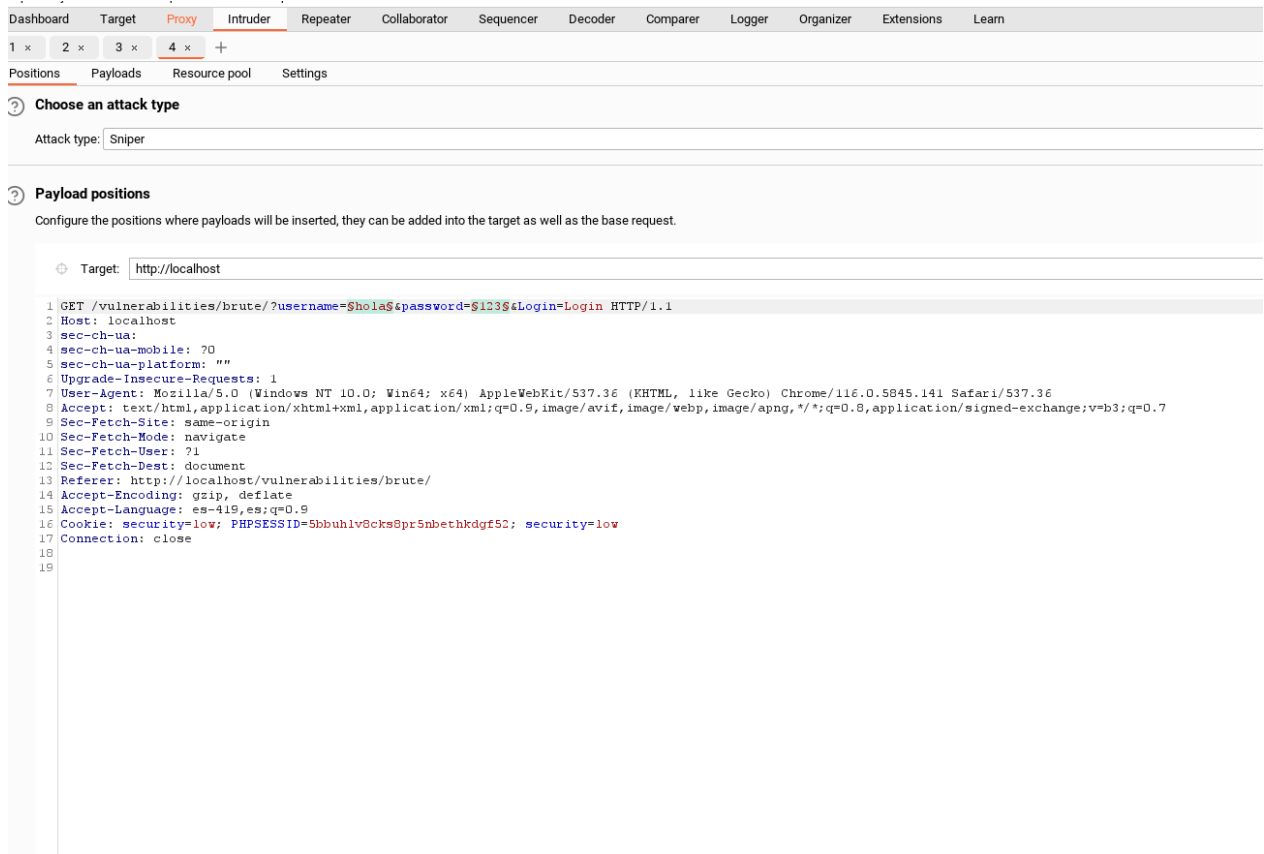 Dashboard Target Proxy Intruder Repeater Collaborator Sequencer Decoder Comparer Logger Organizer Extensions Learn
1 × 2 × 3 × 4 × +
Positions Payloads Resource pool Settings
? Choose an attack type
Attack type: Sniper
? Payload positions
Configure the positions where payloads will be inserted, they can be added into the target as well as the base request.
Target: http://localhost
1 GET /vulnerabilities/brute/?username=§hola§&password=§123§&Login=Login HTTP/1.1
2 Host: localhost
3 sec-ch-ua:
4 sec-ch-ua-mobile: ?0
5 sec-ch-ua-platform: ""
6 Upgrade-Insecure-Requests: 1
7 User-Agent: Mozilla/5.0 (Windows NT 10.0; Win64; x64) AppleWebKit/537.36 (KHTML, like Gecko) Chrome/116.0.5845.141 Safari/537.36
8 Accept: text/html,application/xhtml+xml,application/xml;q=0.9,image/avif,image/webp,image/apng,*/*;q=0.8,application/signed-exchange;v=b3;q=0.7
9 Sec-Fetch-Site: same-origin
10 Sec-Fetch-Mode: navigate
11 Sec-Fetch-User: ?1
12 Sec-Fetch-Dest: document
13 Referer: http://localhost/vulnerabilities/brute/
14 Accept-Encoding: gzip, deflate
15 Accept-Language: es-419,es;q=0.9
16 Cookie: security=low; PHPSESSID=5bbuhlv8cks8pr5nbethkdgf52; security=low
17 Connection: close
18
19